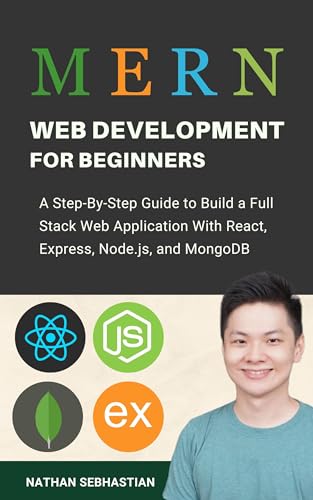 MERN
WEB DEVELOPMENT
FOR BEGINNERS
A Step-By-Step Guide to Build a Full
Stack Web Application With React,
Express, Node.js, and MongoDB
JS
ex
NATHAN SEBHASTIAN